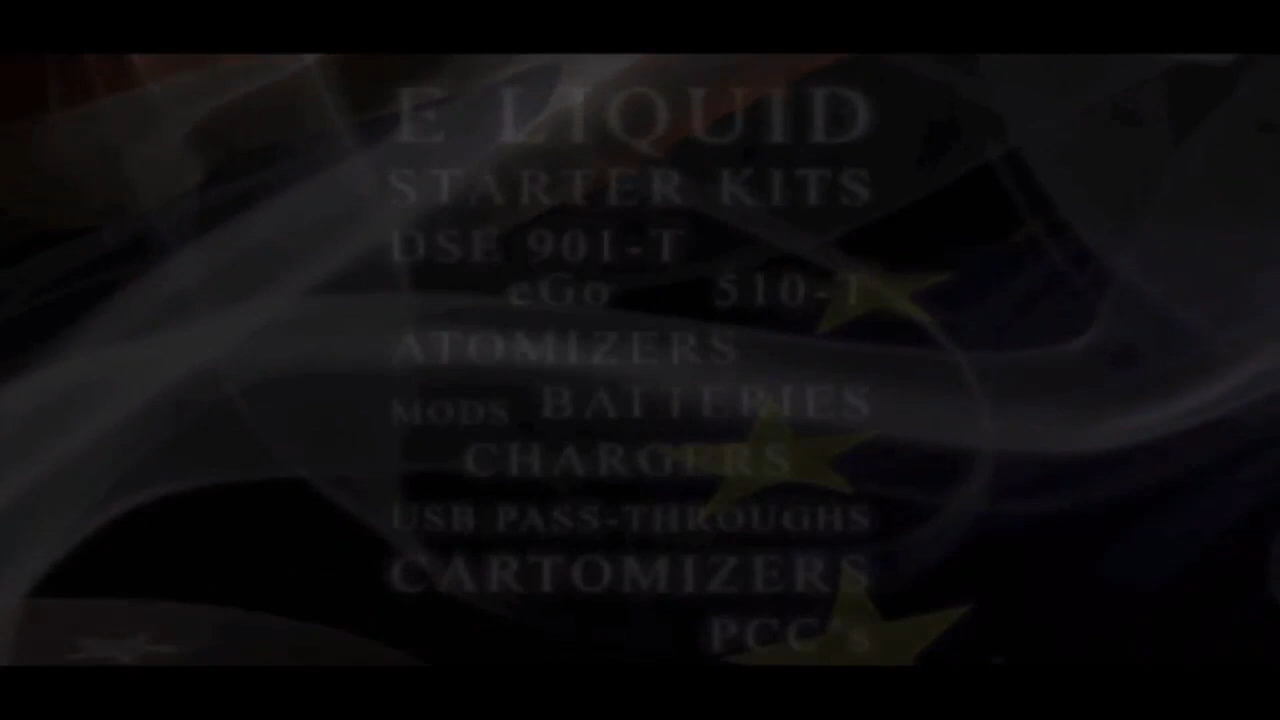 E LIQUID
STARTER KITS
DSE 901-T
eGo 510-T
ATOMIZERS
MODS BATTERIES
CHARGERS
USB PASS-THROUGHS
CARTOMIZERS
PCC's